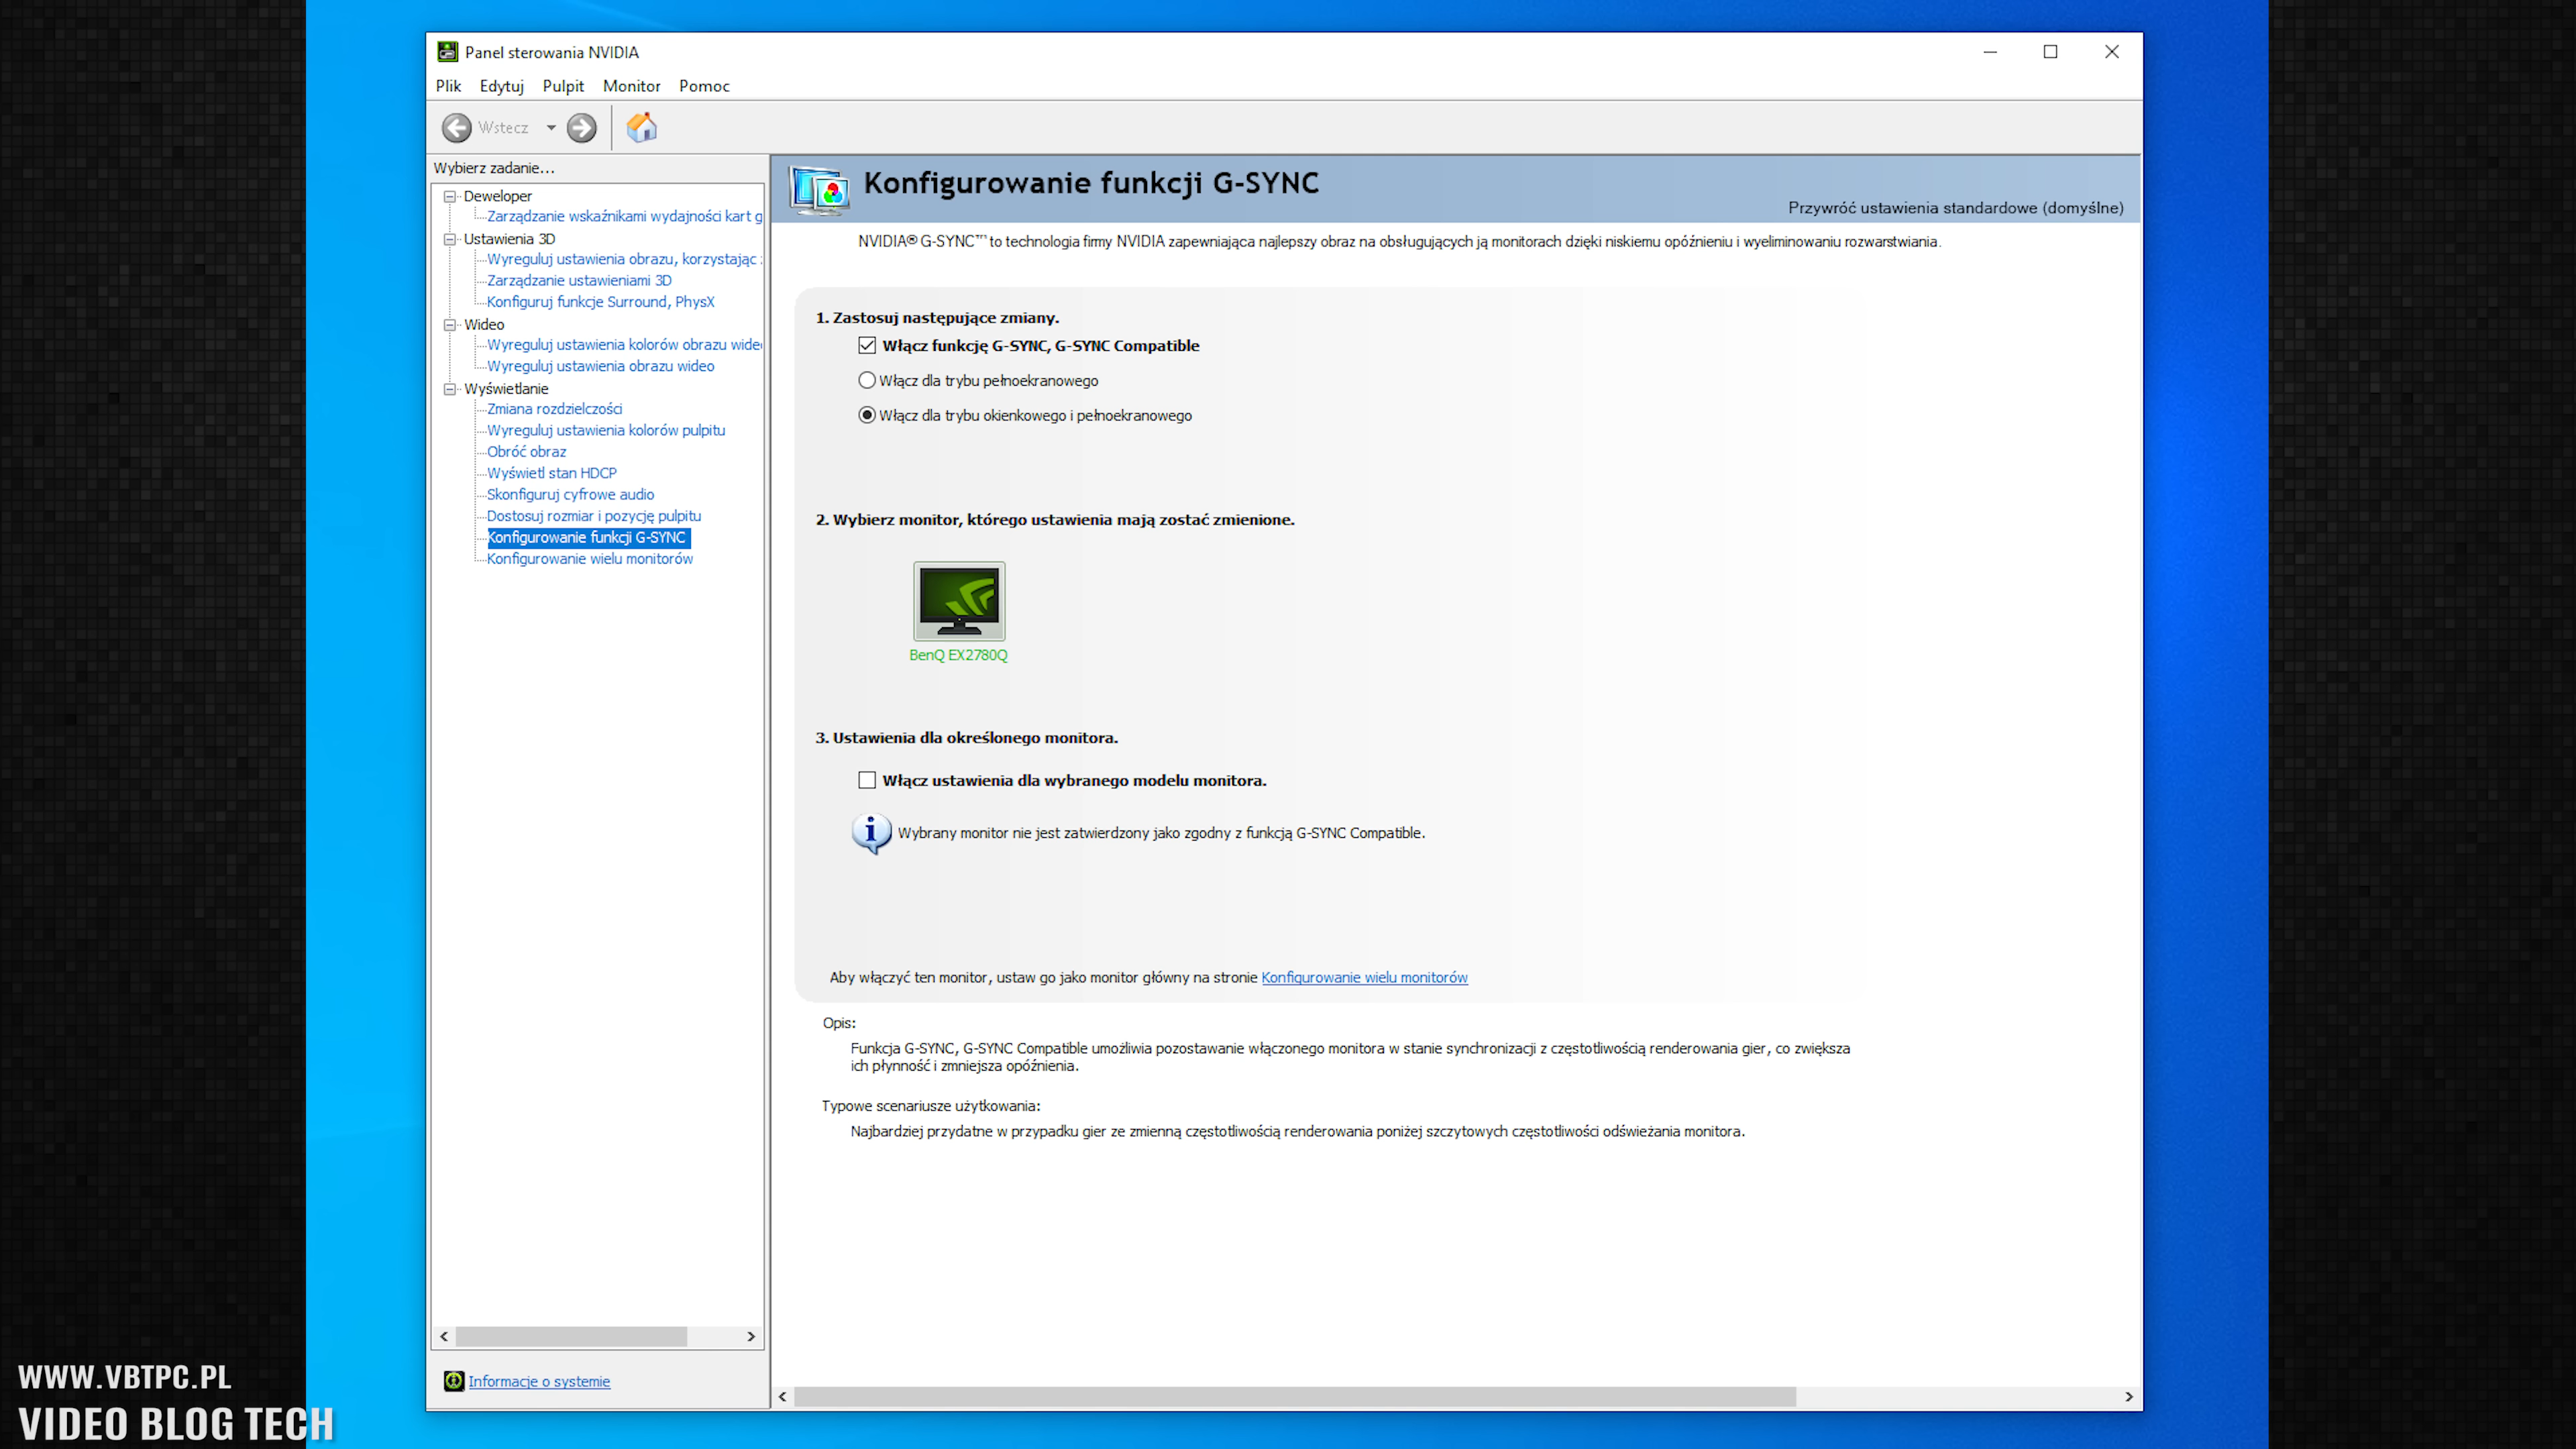 Panel sterowania NVIDIA
Plik Edytuj Pulpit Monitor Pomoc
Wstecz
Wybierz zadanie...
Deweloper
Zarządzanie wskaźnikami wydajności kart g
Ustawienia 3D
Wyreguluj ustawienia obrazu, korzystając
Zarządzanie ustawieniami 3D
Konfiguruj funkcje Surround, PhysX
Wideo
Wyreguluj ustawienia kolorów obrazu wide
Wyreguluj ustawienia obrazu wideo
Wyświetlanie
Zmiana rozdzielczości
Wyreguluj ustawienia kolorów pulpitu
Obróć obraz
Wyświetl stan HDCP
Skonfiguruj cyfrowe audio
Dostosuj rozmiar i pozycję pulpitu
Konfigurowanie funkcji G-SYNC
Konfigurowanie wielu monitorów
Informacje o systemie
Konfigurowanie funkcji G-SYNC
Przywróć ustawienia standardowe (domyślne)
NVIDIA® G-SYNC™ to technologia firmy NVIDIA zapewniająca najlepszy obraz na obsługujących ją monitorach dzięki niskiemu opóźnieniu i wyeliminowaniu rozwarstwiania.
1. Zastosuj następujące zmiany.
Włącz funkcję G-SYNC, G-SYNC Compatible
Włącz dla trybu pełnoekranowego
Włącz dla trybu okienkowego i pełnoekranowego
2. Wybierz monitor, którego ustawienia mają zostać zmienione.
BenQ EX2780Q
3. Ustawienia dla określonego monitora.
Włącz ustawienia dla wybranego modelu monitora.
Wybrany monitor nie jest zatwierdzony jako zgodny z funkcją G-SYNC Compatible.
Aby włączyć ten monitor, ustaw go jako monitor główny na stronie Konfigurowanie wielu monitorów
Opis:
Funkcja G-SYNC, G-SYNC Compatible umożliwia pozostawanie włączonego monitora w stanie synchronizacji z częstotliwością renderowania gier, co zwiększa
ich płynność i zmniejsza opóźnienia.
Typowe scenariusze użytkowania:
Najbardziej przydatne w przypadku gier ze zmienną częstotliwością renderowania poniżej szczytowych częstotliwości odświeżania monitora.
WWW.VBTPC.PL
VIDEO BLOG TECH